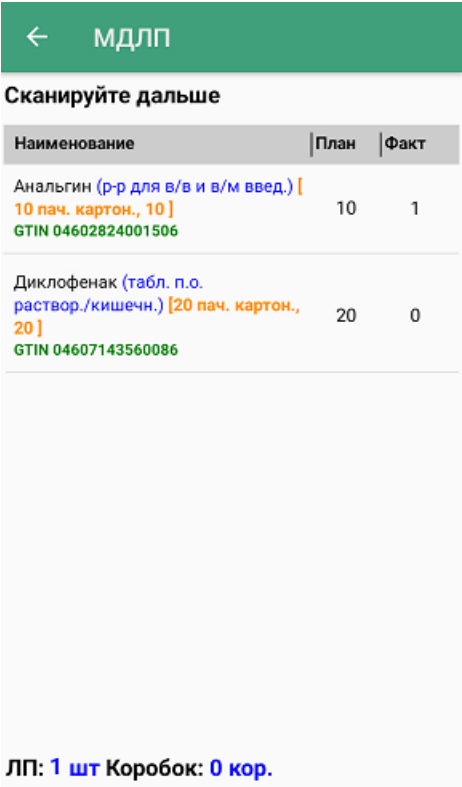 МДЛП
Сканируйте дальше
Наименование План Факт
Анальгин (р-р для в/в и в/м введ.) [
10 пач. картон., 10 ] 10 1
GTIN 04602824001506
Диклофенак (табл. п.о.
раствор./кишечн.) [20 пач. картон.,
20 ] 20 0
GTIN 04607143560086
ЛП: 1 шт Коробок: 0 кор.